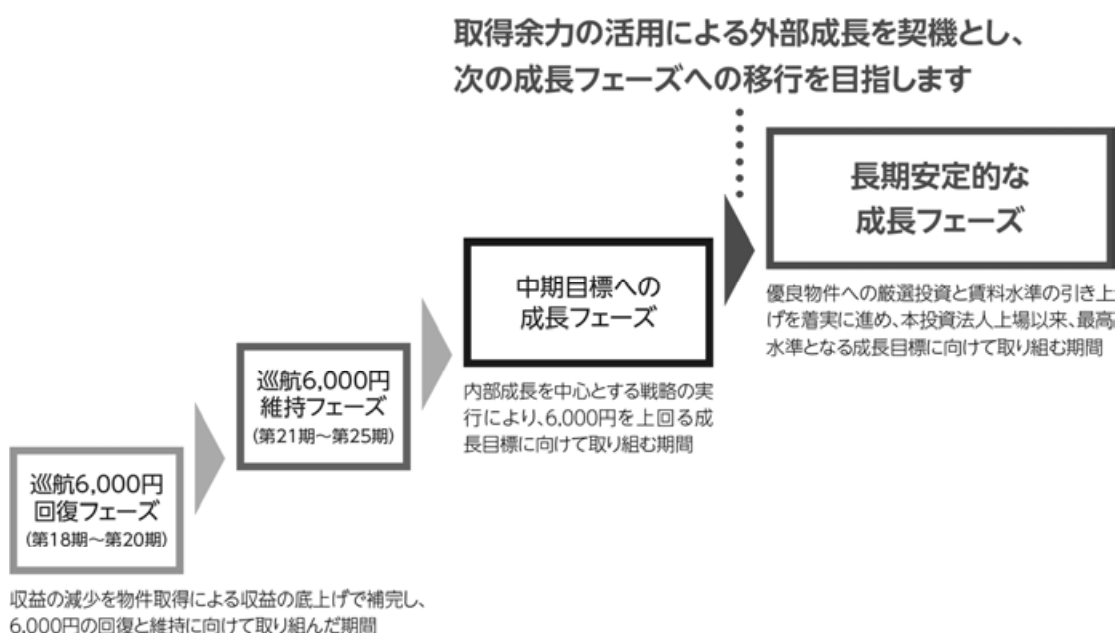 取得余力の活用による外部成長を契機とし、
次の成長フェーズへの移行を目指します
長期安定的な
成長フェーズ
優良物件への厳選投資と賃料水準の引き上
げを着実に進め、本投資法人上場以来、最高
水準となる成長目標に向けて取り組む期間
中期目標への
成長フェーズ
内部成長を中心とする戦略の実
行により、6,000円を上回る成
長目標に向けて取り組む期間
巡航6,000円
維持フェーズ
(第21期～第25期)
巡航6,000円
回復フェーズ
(第18期～第20期)
収益の減少を物件取得による収益の底上げで補完し、
6,000円の回復と維持に向けて取り組んだ期間